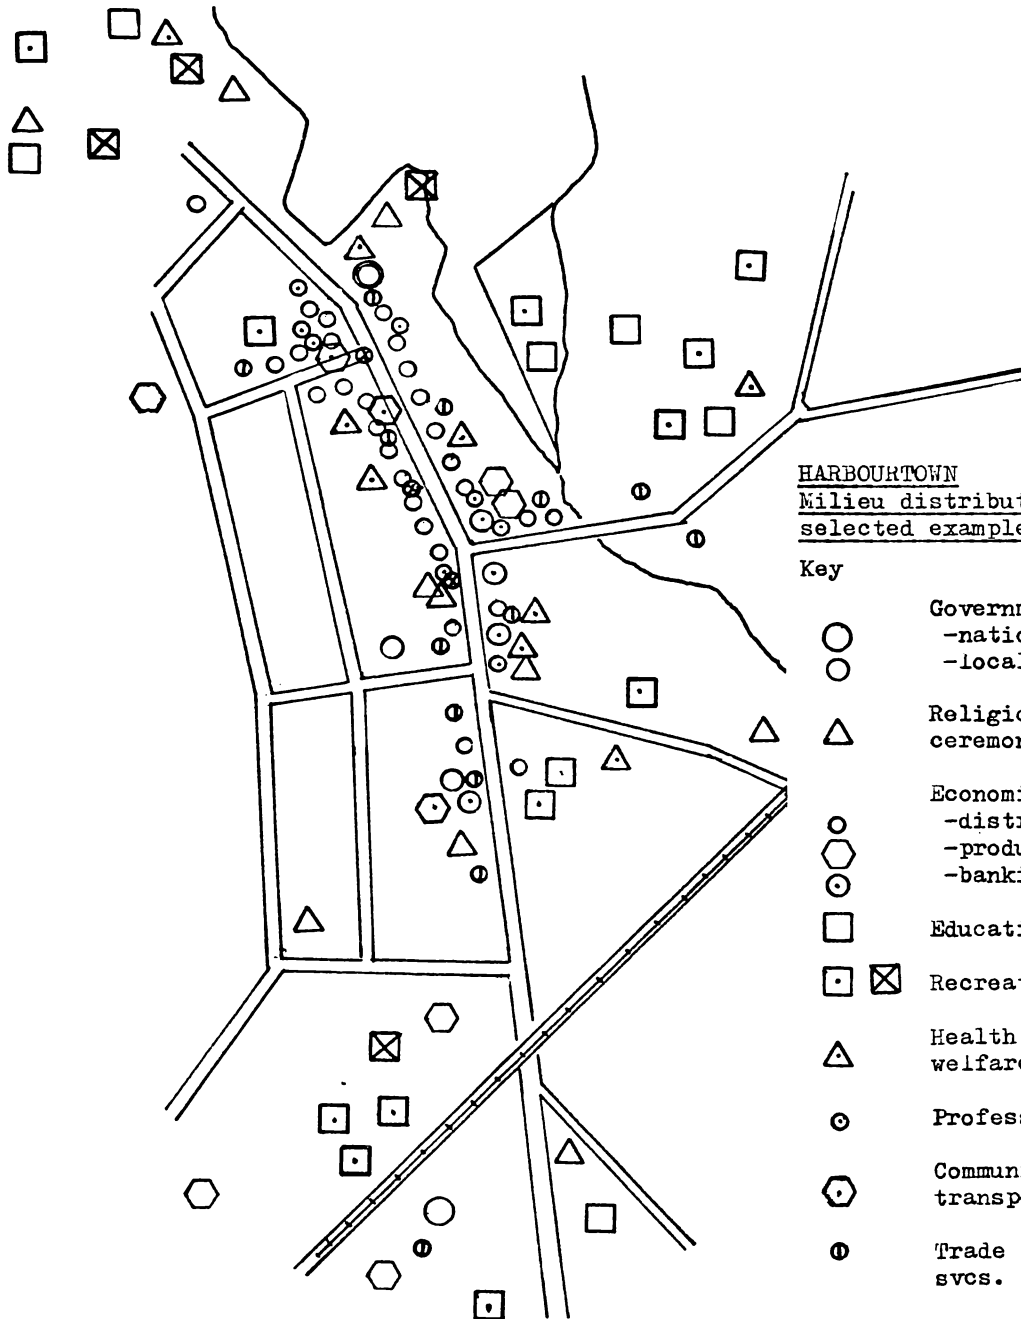 HARBOURTOWN
Milieu distribut
selected example
Key
Governm
-natio
-local
Religio
ceremon
Economi
-distr
-produ
-banki
Educati
Recrea
Health
welfare
Profess
Commun
transp
Trade
svcs.